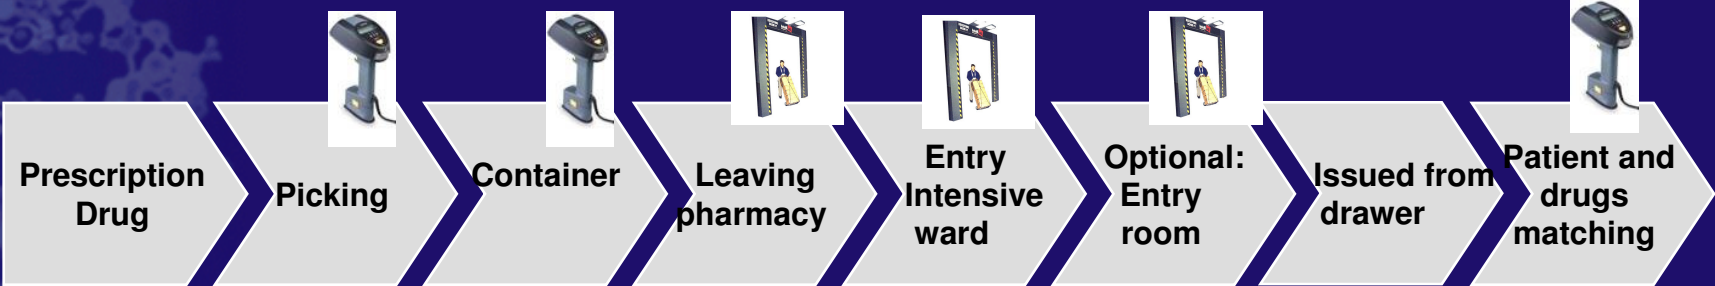 Prescription
Drug
Picking
Container
Leaving
pharmacy
Entry
Intensive
ward
Optional:
Entry
room
Issued from
drawer
Patient and
drugs
matching